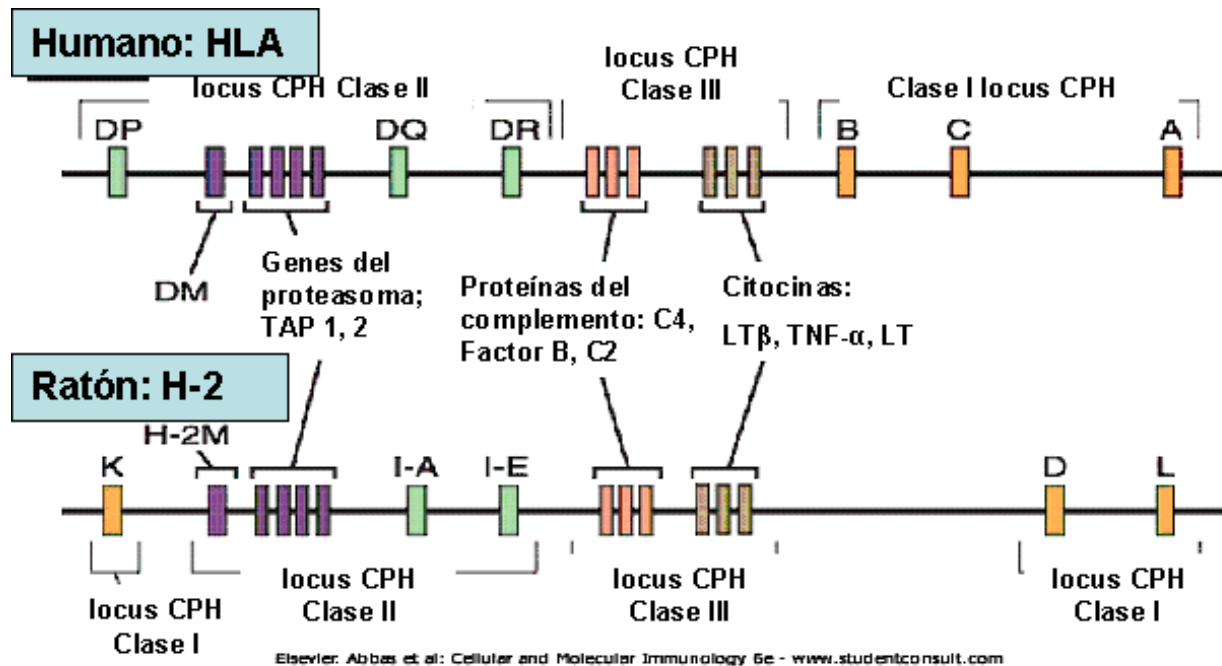 Humano: HLA
locus CPH Clase II
locus CPH
Clase III
Clase I locus CPH
DP
DQ
DR
B
C
A
DM
Genes del
proteasoma;
TAP 1, 2
Proteínas del
complemento: C4,
Factor B, C2
Citocinas:
LTβ, TNF-α, LT
Ratón: H-2
H-2M
K
I-A
I-E
D
L
locus CPH
Clase I
locus CPH
Clase II
locus CPH
Clase III
locus CPH
Clase I
Elsevier. Abbas et al: Cellular and Molecular Immunology 6e - www.studentconsult.com